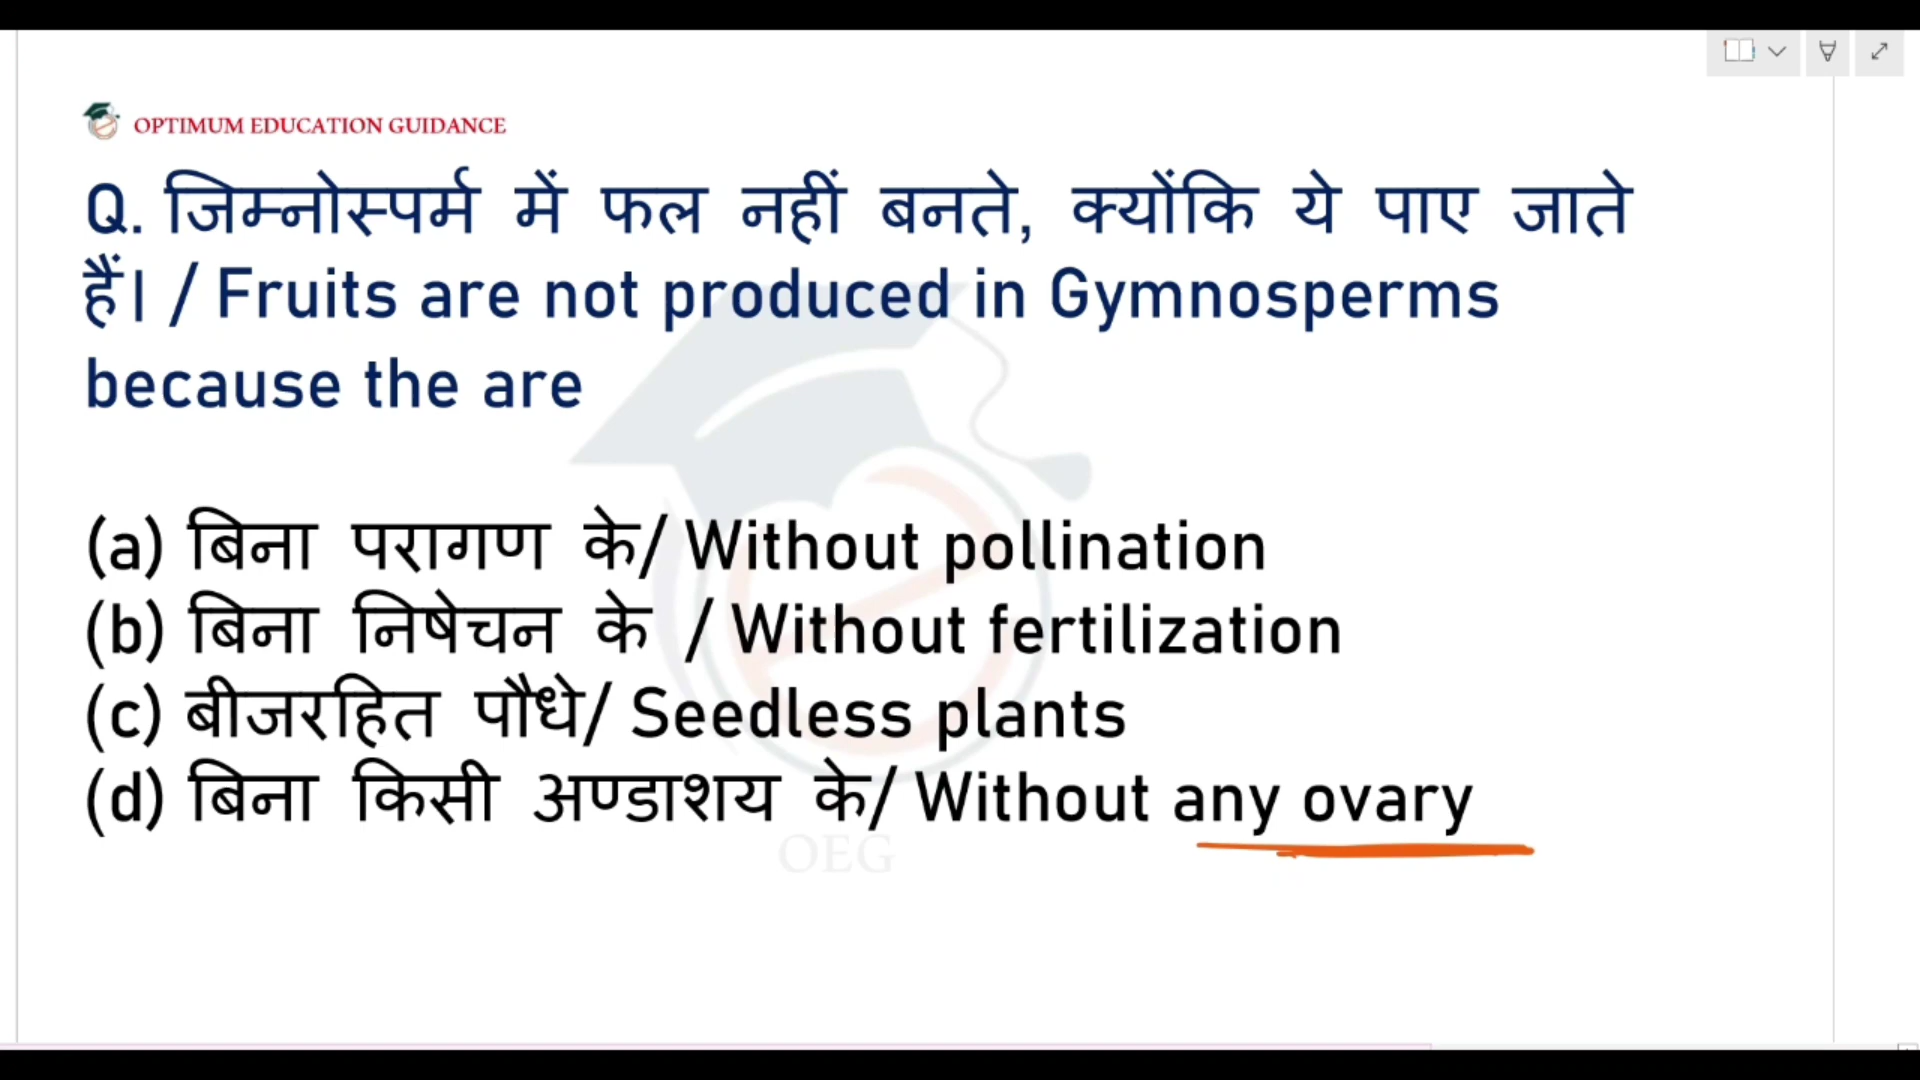 OPTIMUM EDUCATION GUIDANCE
Q. जिम्नोस्पर्म में फल नहीं बनते, क्योंकि ये पाए जाते
हैं। / Fruits are not produced in Gymnosperms
because the are
(a) बिना परागण के/ Without pollination
(b) बिना निषेचन के / Without fertilization
(c) बीजरहित पौधे/ Seedless plants
(d) बिना किसी अण्डाशय के/ Without any ovary
OEG